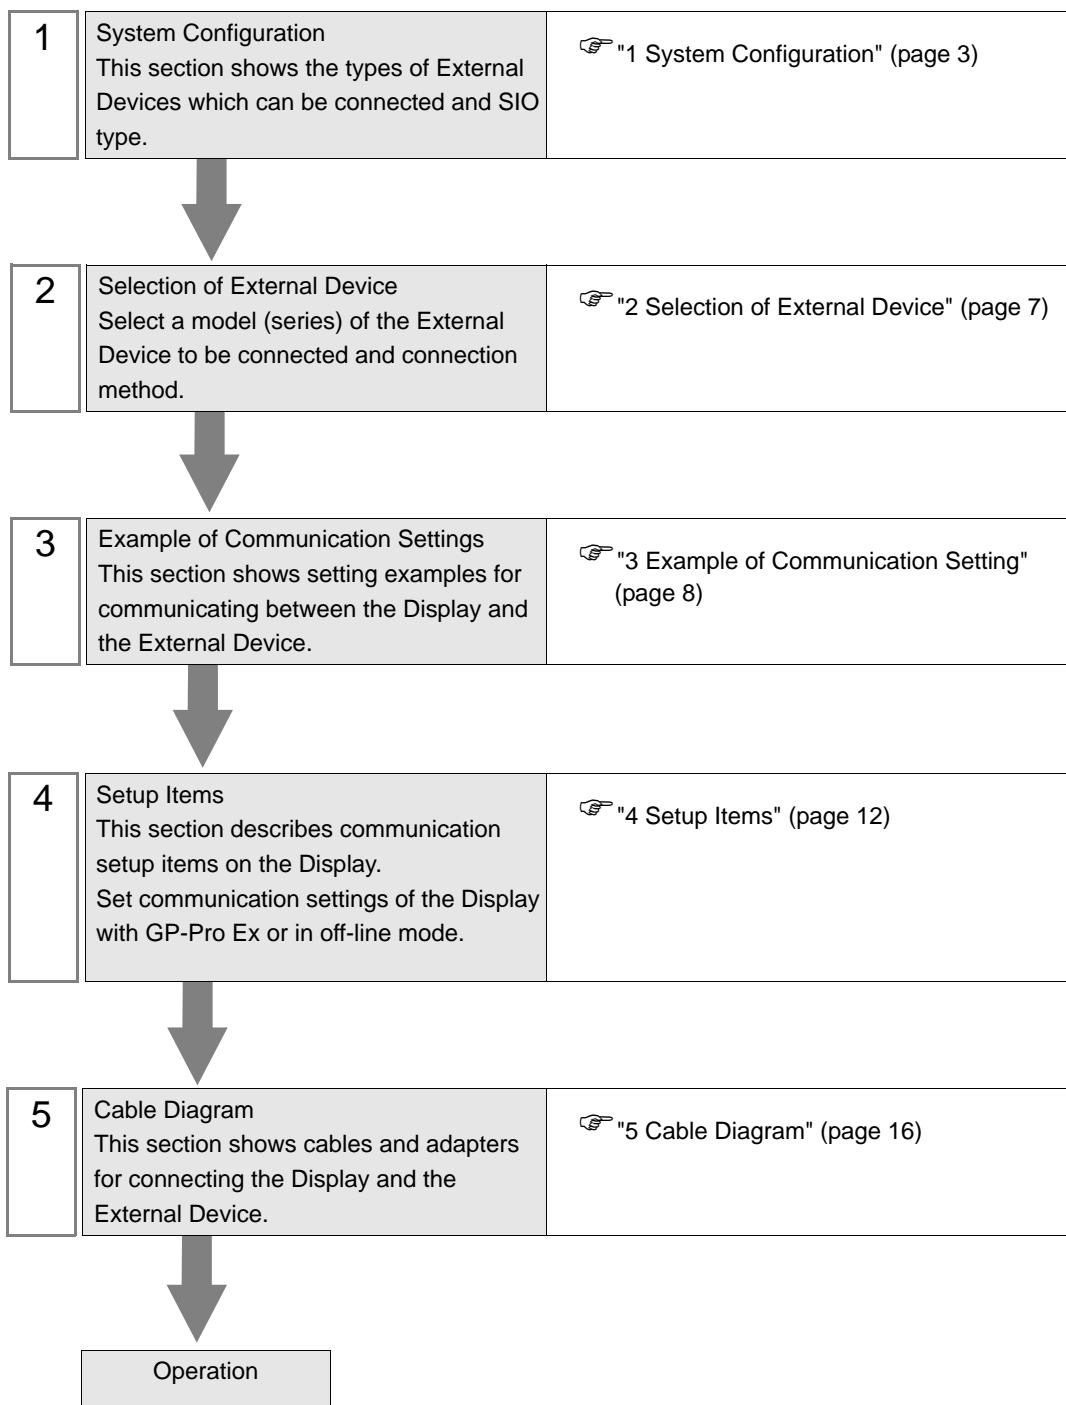 1
System Configuration
This section shows the types of External
Devices which can be connected and SIO
type.
"1 System Configuration" (page 3)
2
Selection of External Device
Select a model (series) of the External
Device to be connected and connection
method.
"2 Selection of External Device" (page 7)
3
Example of Communication Settings
This section shows setting examples for
communicating between the Display and
the External Device.
"3 Example of Communication Setting"
(page 8)
4
Setup Items
This section describes communication
setup items on the Display.
Set communication settings of the Display
with GP-Pro Ex or in off-line mode.
"4 Setup Items" (page 12)
5
Cable Diagram
This section shows cables and adapters
for connecting the Display and the
External Device.
"5 Cable Diagram" (page 16)
Operation